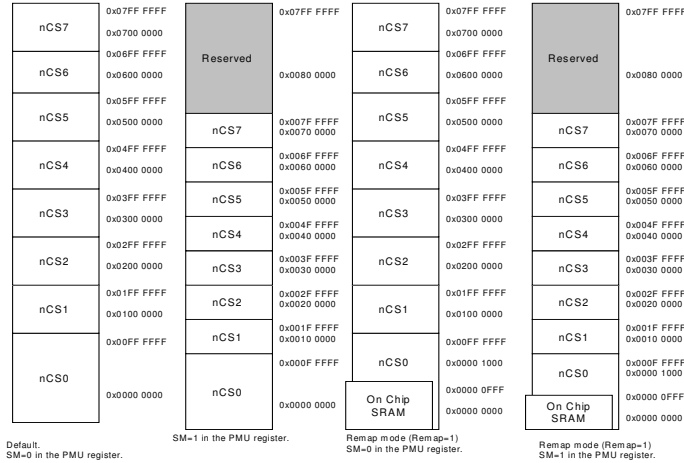 nCS7
0x07FF FFFF
0x0700 0000
nCS6
0x06FF FFFF
0x0600 0000
nCS5
0x05FF FFFF
0x0500 0000
nCS4
0x04FF FFFF
0x0400 0000
nCS3
0x03FF FFFF
0x0300 0000
nCS2
0x02FF FFFF
0x0200 0000
nCS1
0x01FF FFFF
0x0100 0000
nCS0
0x00FF FFFF
0x0000 0000
Default.
SM=0 in the PMU register.
Reserved
0x07FF FFFF
0x0080 0000
nCS7
0x007F FFFF
0x0070 0000
nCS6
0x006F FFFF
0x0060 0000
nCS5
0x005F FFFF
0x0050 0000
nCS4
0x004F FFFF
0x0040 0000
nCS3
0x003F FFFF
0x0030 0000
nCS2
0x002F FFFF
0x0020 0000
nCS1
0x001F FFFF
0x0010 0000
nCS0
0x000F FFFF
0x0000 0000
SM=1 in the PMU register.
nCS7
0x07FF FFFF
0x0700 0000
nCS6
0x06FF FFFF
0x0600 0000
nCS5
0x05FF FFFF
0x0500 0000
nCS4
0x04FF FFFF
0x0400 0000
nCS3
0x03FF FFFF
0x0300 0000
nCS2
0x02FF FFFF
0x0200 0000
nCS1
0x01FF FFFF
0x0100 0000
nCS0
0x00FF FFFF
0x0000 1000
On Chip
SRAM
0x0000 0FFF
0x0000 0000
Remap mode (Remap=1)
SM=0 in the PMU register.
Reserved
0x07FF FFFF
0x0080 0000
nCS7
0x007F FFFF
0x0070 0000
nCS6
0x006F FFFF
0x0060 0000
nCS5
0x005F FFFF
0x0050 0000
nCS4
0x004F FFFF
0x0040 0000
nCS3
0x003F FFFF
0x0030 0000
nCS2
0x002F FFFF
0x0020 0000
nCS1
0x001F FFFF
0x0010 0000
nCS0
0x000F FFFF
0x0000 1000
On Chip
SRAM
0x0000 0FFF
0x0000 0000
Remap mode (Remap=1)
SM=1 in the PMU register.